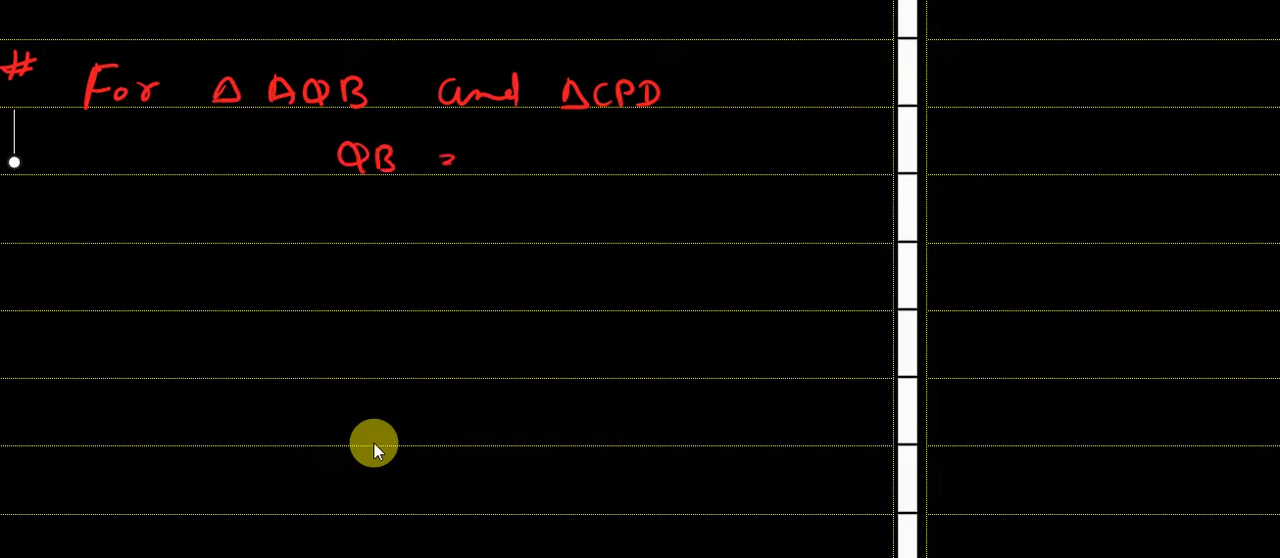 # For Δ AQB and ΔCPD
QB =